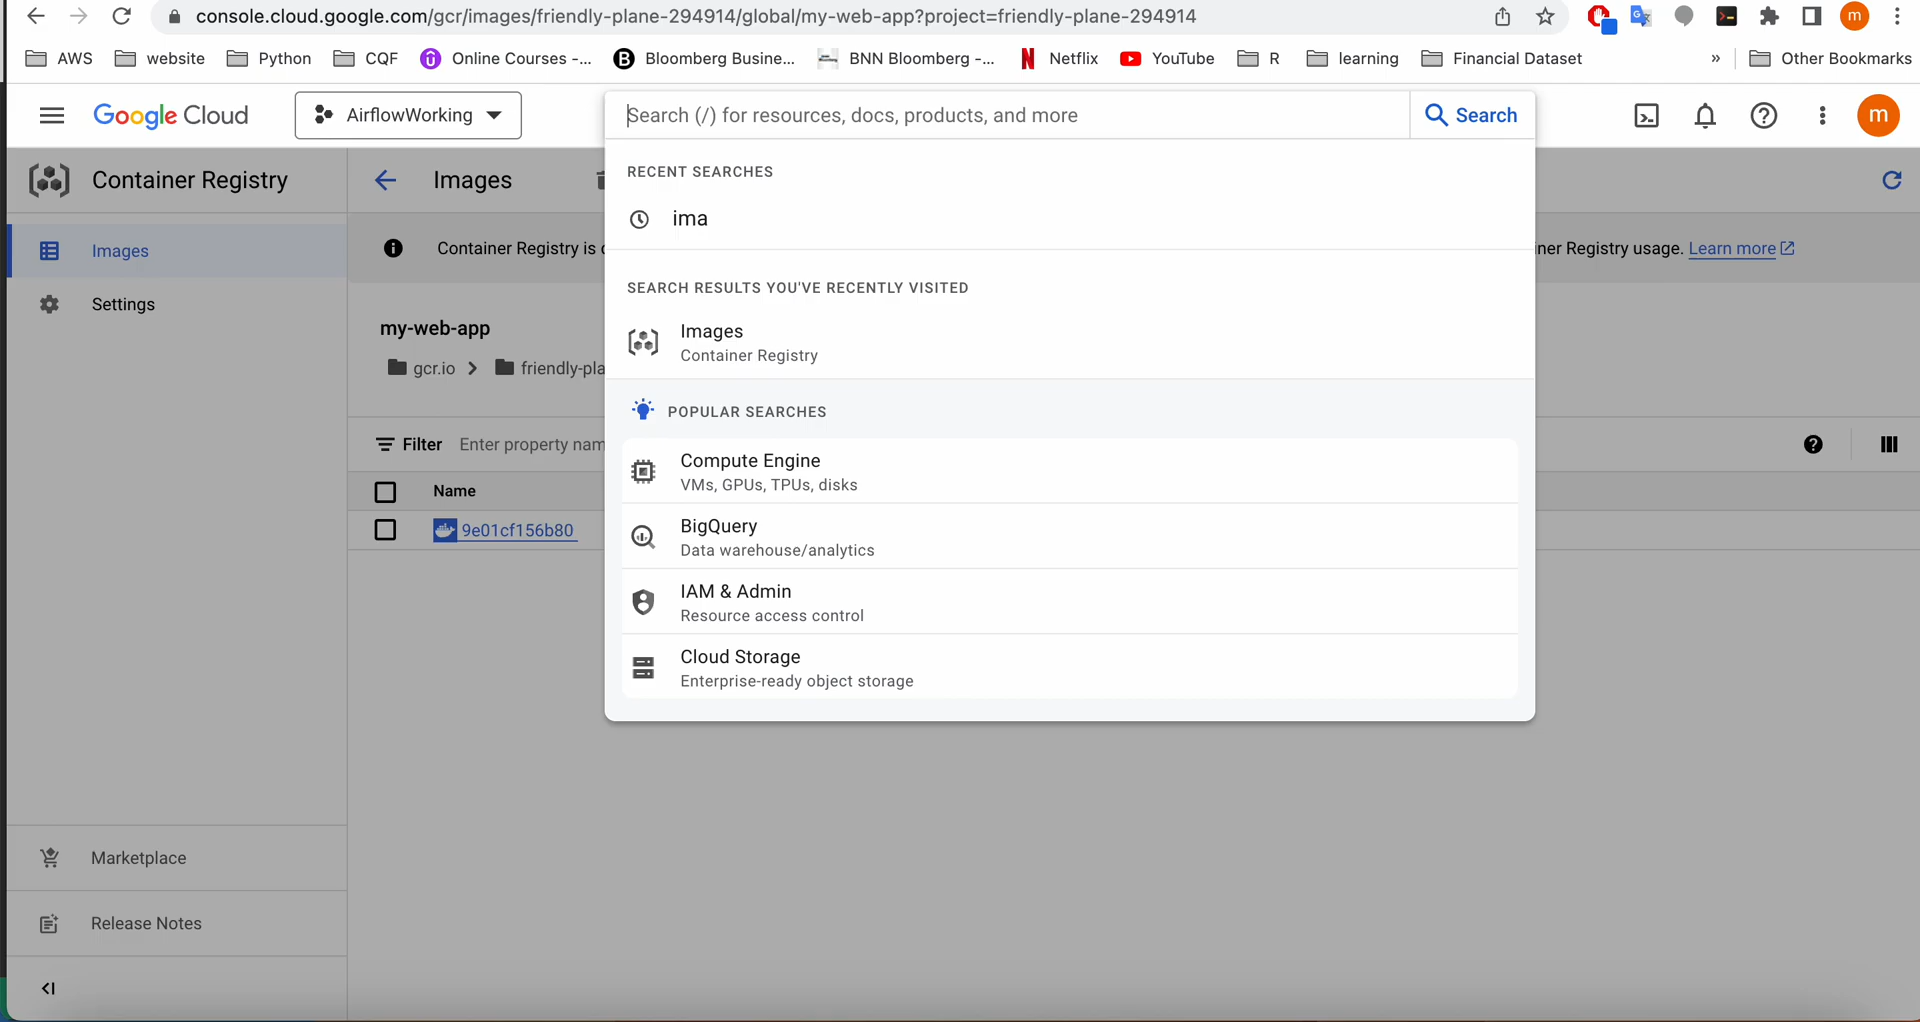 console.cloud.google.com/gcr/images/friendly-plane-294914/global/my-web-app?project=friendly-plane-294914
m
AWS website Python CQF Online Courses -... Bloomberg Busine... BNN Bloomberg -... Netflix YouTube R learning Financial Dataset » Other Bookmarks
Google Cloud AirflowWorking Search (/) for resources, docs, products, and more Search m
Container Registry Images
Images
Settings
Container Registry is
ner Registry usage. Learn more
my-web-app
gcr.io friendly-pla
Filter Enter property nam
Name
9e01cf156b80
RECENT SEARCHES
ima
SEARCH RESULTS YOU'VE RECENTLY VISITED
Images
Container Registry
POPULAR SEARCHES
Compute Engine
VMs, GPUs, TPUs, disks
BigQuery
Data warehouse/analytics
IAM & Admin
Resource access control
Cloud Storage
Enterprise-ready object storage
Marketplace
Release Notes